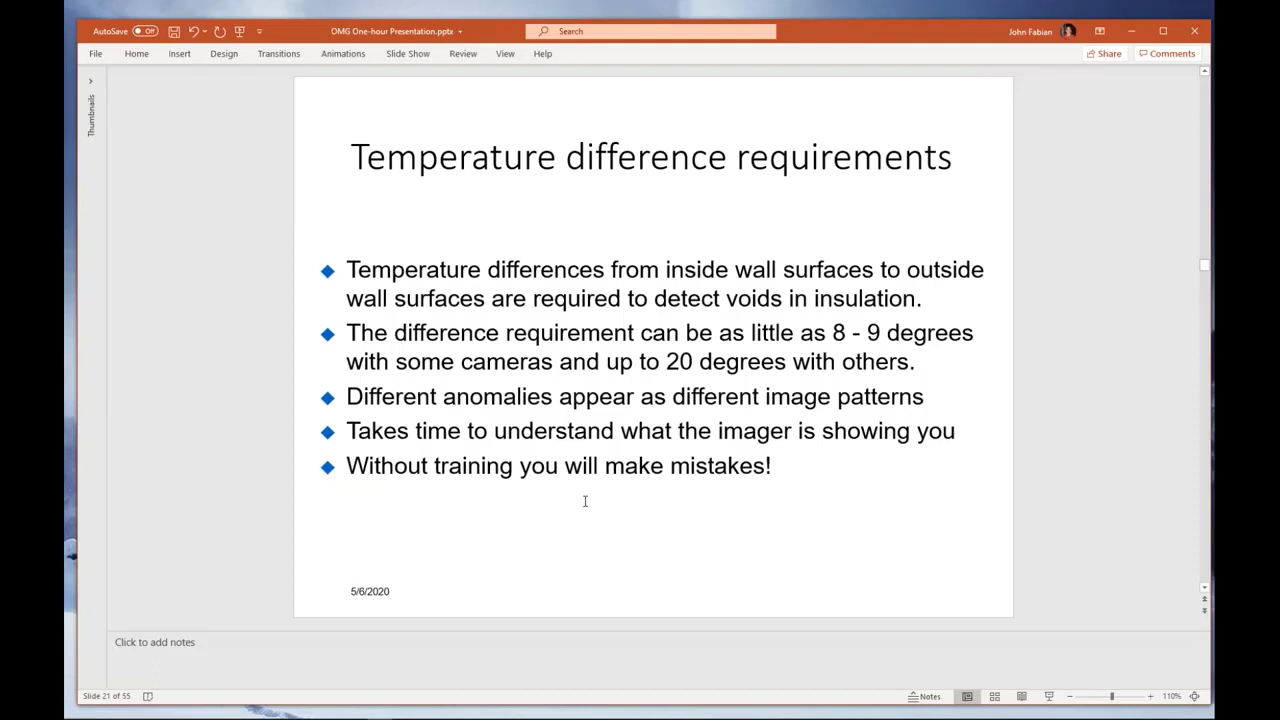 AutoSave Off OMG One-hour Presentation.pptx Search John Fabian
File Home Insert Design Transitions Animations Slide Show Review View Help Share Comments
Thumbnails
Temperature difference requirements
Temperature differences from inside wall surfaces to outside
wall surfaces are required to detect voids in insulation.
The difference requirement can be as little as 8 - 9 degrees
with some cameras and up to 20 degrees with others.
Different anomalies appear as different image patterns
Takes time to understand what the imager is showing you
Without training you will make mistakes!
5/6/2020
Click to add notes
Slide 21 of 55 Notes 110%